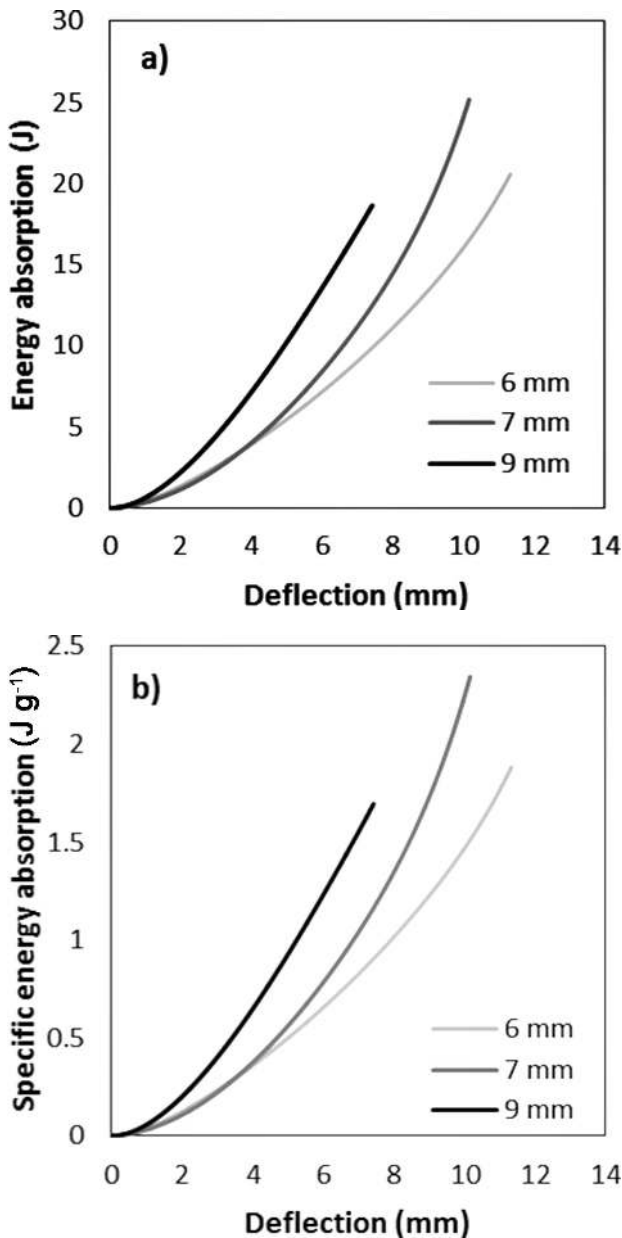 a)
Energy absorption (J)
30
25
20
15
10
5
0
6 mm
7 mm
9 mm
0 2 4 6 8 10 12 14
Deflection (mm)
b)
Specific energy absorption (J g⁻¹)
2.5
2
1.5
1
0.5
0
6 mm
7 mm
9 mm
0 2 4 6 8 10 12 14
Deflection (mm)